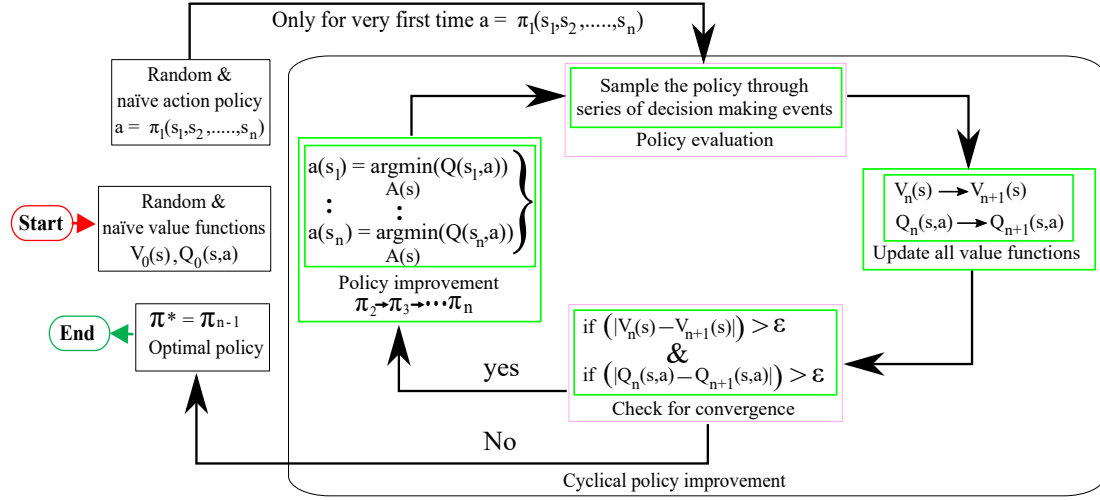 Only for very first time a = π₁(s₁,s₂,.....,sₙ)
Random &
naïve action policy
a = π₁(s₁,s₂,.....,sₙ)
Sample the policy through
series of decision making events
Policy evaluation
a(s₁) = argmin(Q(s₁,a))
A(s)
: :
a(sₙ) = argmin(Q(sₙ,a))
A(s)
}
Policy improvement
π₂→π₃→···πₙ
Vₙ(s) → Vₙ₊₁(s)
Qₙ(s,a) → Qₙ₊₁(s,a)
Update all value functions
Start
Random &
naïve value functions
V₀(s),Q₀(s,a)
End
π* = πₙ₋₁
Optimal policy
if (|Vₙ(s)−Vₙ₊₁(s)|) > ε
&
if (|Qₙ(s,a)−Qₙ₊₁(s,a)|) > ε
Check for convergence
yes
No
Cyclical policy improvement